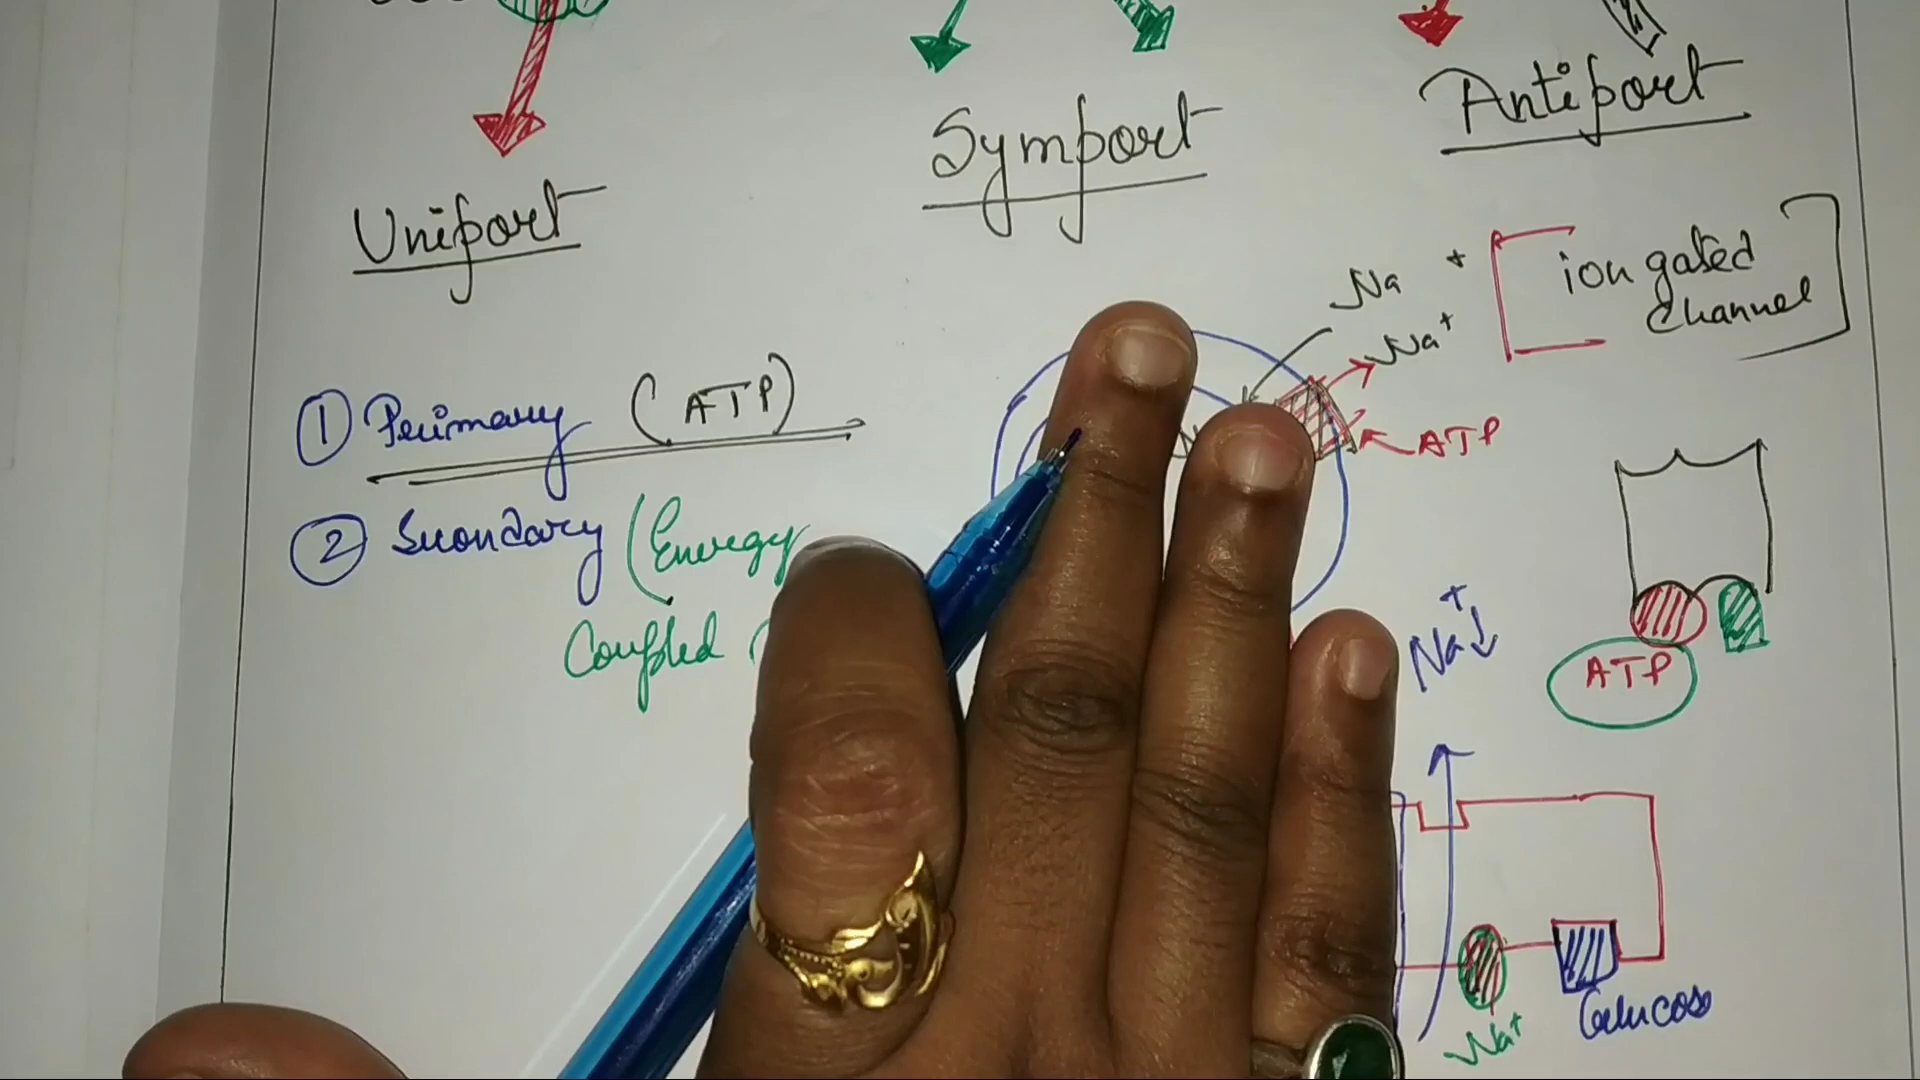 Antiport
Symport
Uniport
ion gated
channel
Na +
Na+
① Primary (ATP)
ATP
② Secondary (Energy
Coupled (
Na+ ↓
ATP
Glucose
Na+